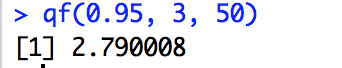 > qf(0.95, 3, 50)
[1] 2.790008